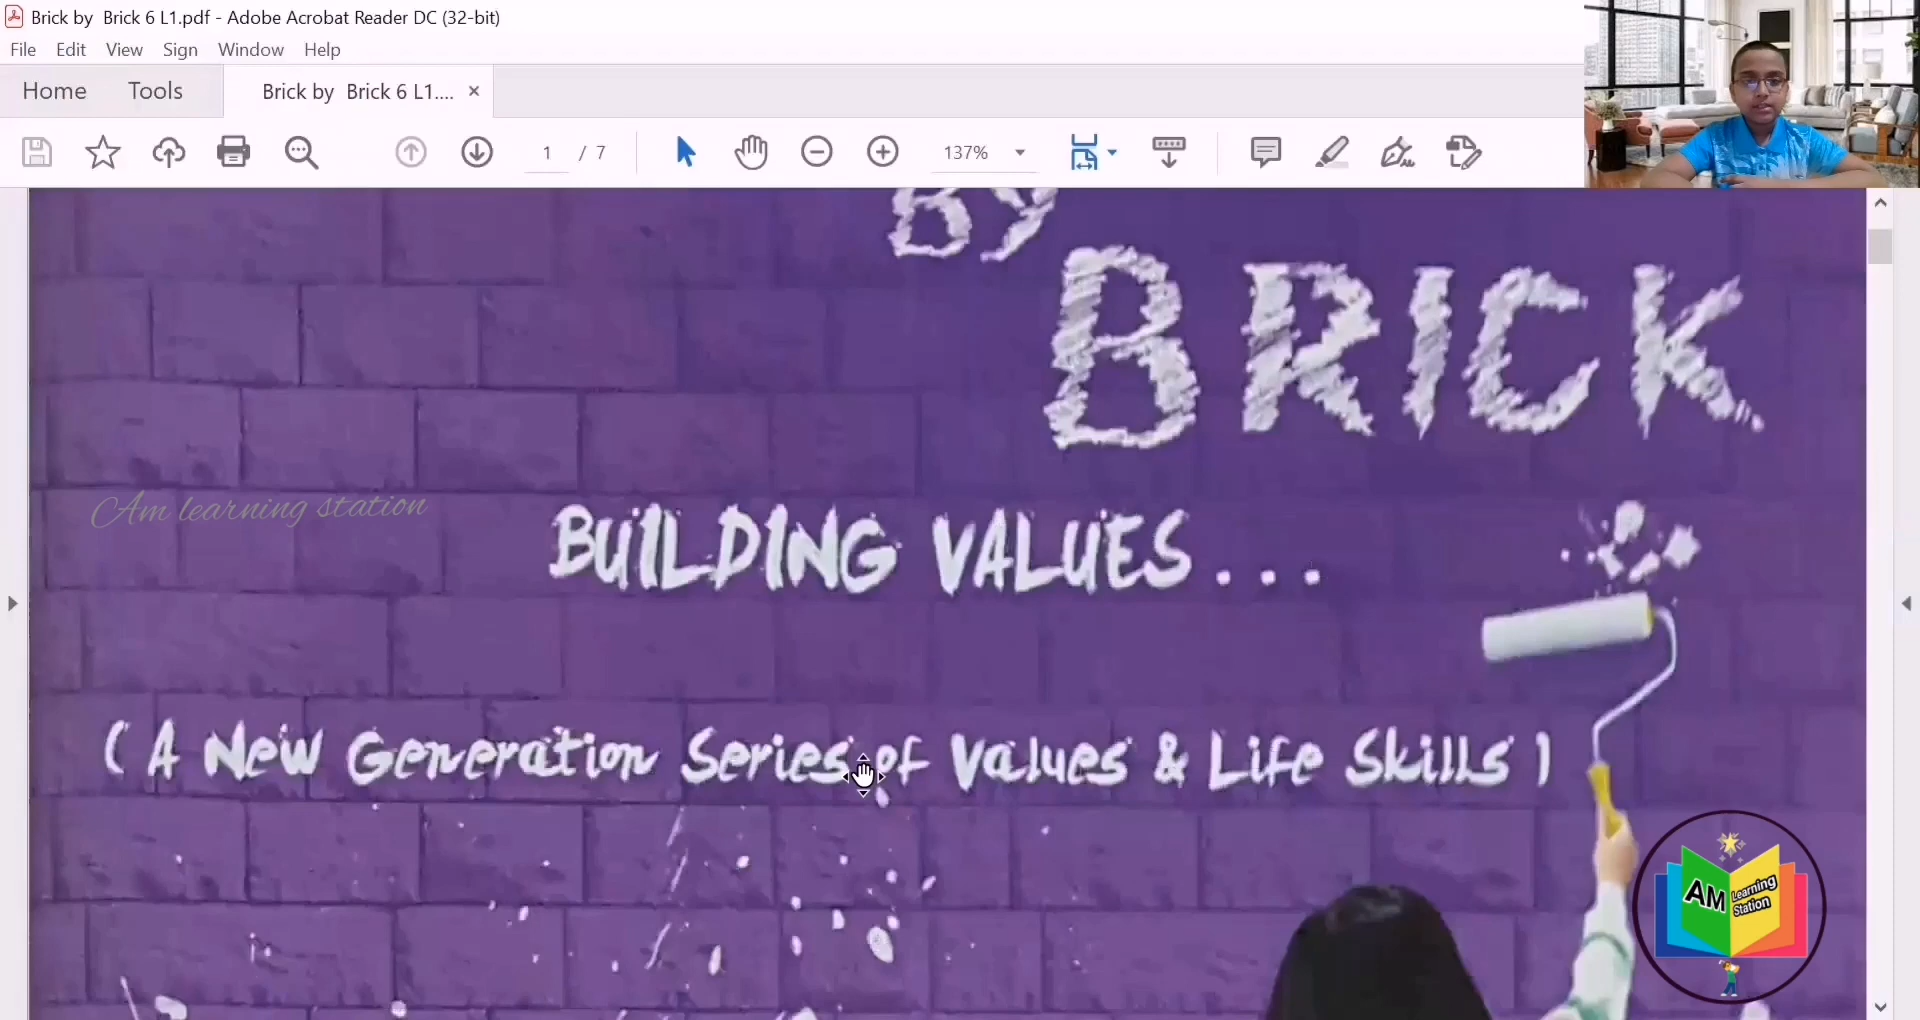 Brick by  Brick 6 L1.pdf - Adobe Acrobat Reader DC (32-bit)
File Edit View Sign Window Help
Home Tools Brick by  Brick 6 L1.... ×
1 / 7 137%
BY
BRICK
Am learning station
BUILDING VALUES...
( A New Generation Series of Values & Life Skills )
AM Learning
Station